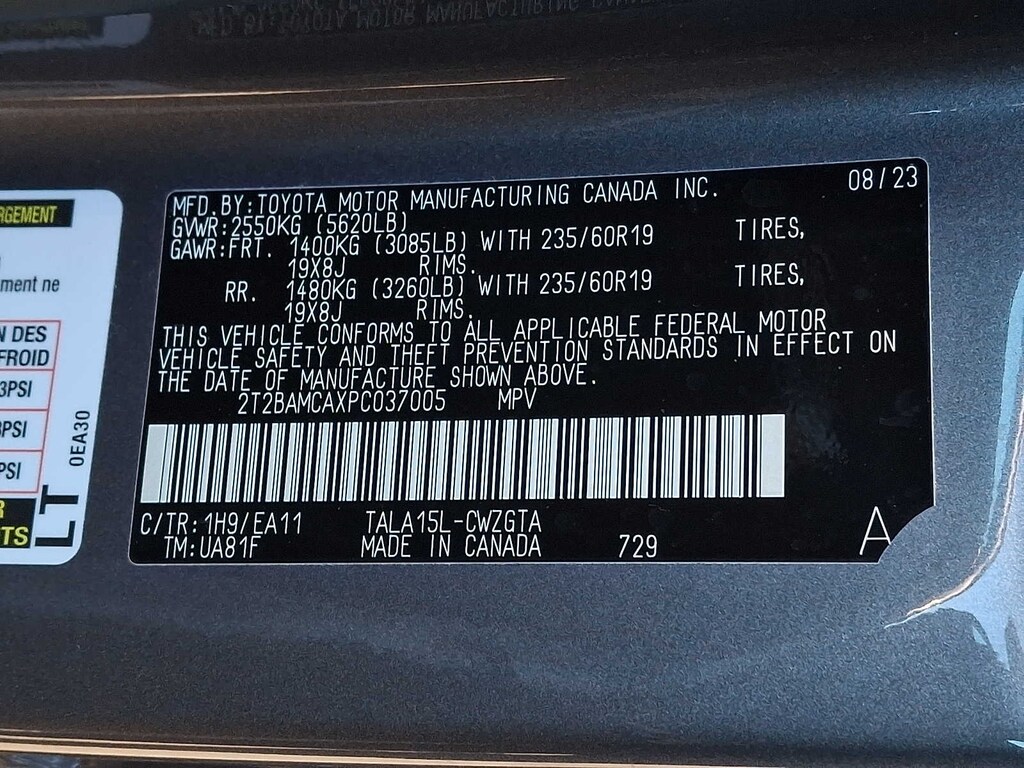 MFD.BY:TOYOTA MOTOR MANUFACTURING CANADA INC. 08/23
GVWR:2550KG (5620LB)
GAWR:FRT. 1400KG (3085LB) WITH 235/60R19 TIRES,
19X8J RIMS.
RR. 1480KG (3260LB) WITH 235/60R19 TIRES,
19X8J RIMS.
THIS VEHICLE CONFORMS TO ALL APPLICABLE FEDERAL MOTOR
VEHICLE SAFETY AND THEFT PREVENTION STANDARDS IN EFFECT ON
THE DATE OF MANUFACTURE SHOWN ABOVE.
2T2BAMCAXPC037005 MPV
C/TR:1H9/EA11 TALA15L-CWZGTA
TM:UA81F MADE IN CANADA 729
A
RGEMENT
ment ne
N DES
FROID
3PSI
PSI
PSI
R
TS
0EA30
LT